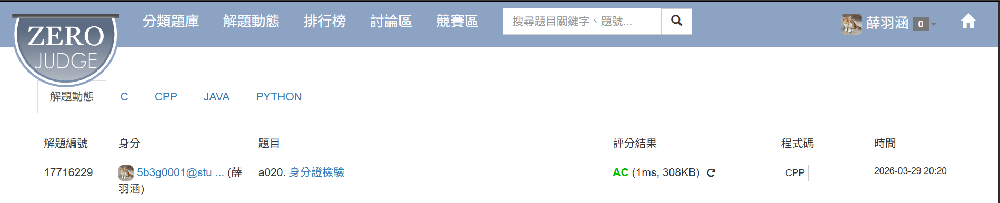 ZERO
JUDGE
分類題庫 解題動態 排行榜 討論區 競賽區 搜尋題目關鍵字、題號... 薛羽涵 0
解題動態 C CPP JAVA PYTHON
解題編號 身分 題目 評分結果 程式碼 時間
17716229 5b3g0001@stu ... (薛 a020. 身分證檢驗 AC (1ms, 308KB) CPP 2026-03-29 20:20
羽涵)